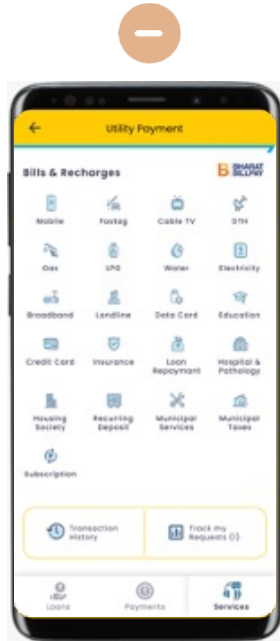 Utility Payment
Bills & Recharges
BHARAT
BILLPAY
Mobile Fastag Cable TV DTH
Gas LPG Water Electricity
Broadband Landline Data Card Education
Credit Card Insurance Loan Repayment Hospital & Pathology
Housing Society Recurring Deposit Municipal Services Municipal Taxes
Subscription
Transaction History
Track my Requests (1)
Loans Payments Services